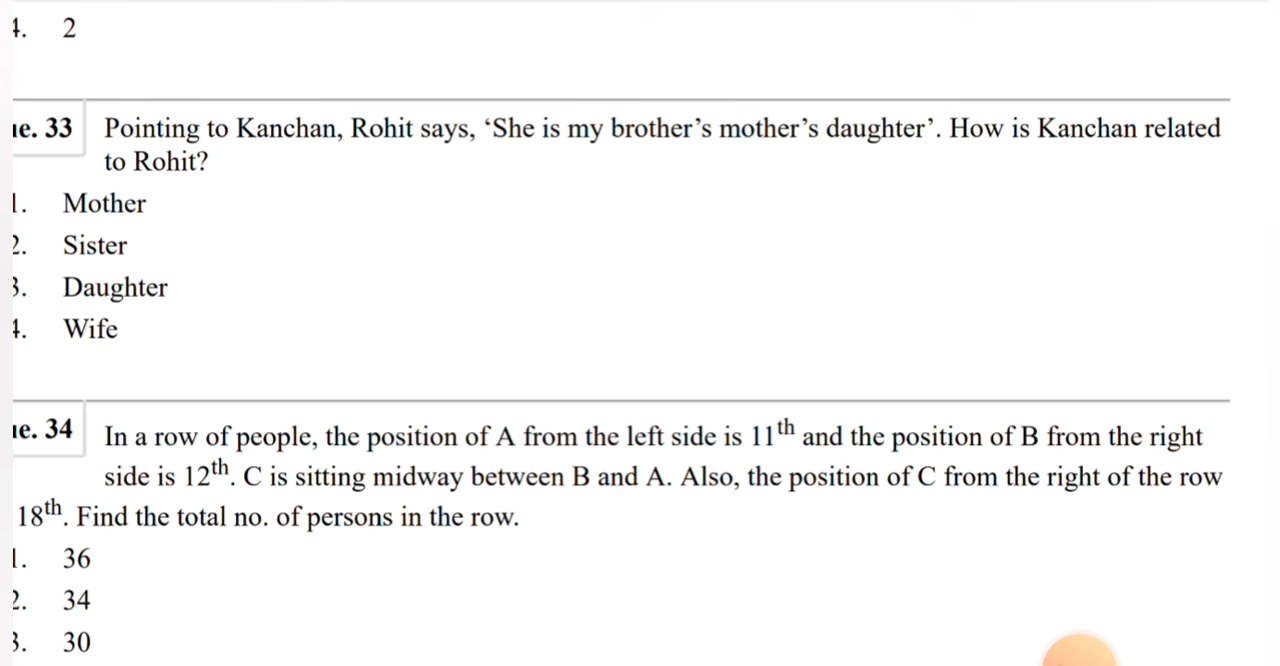 4. 2
ue. 33 Pointing to Kanchan, Rohit says, ‘She is my brother’s mother’s daughter’. How is Kanchan related
to Rohit?
1. Mother
2. Sister
3. Daughter
4. Wife
ue. 34 In a row of people, the position of A from the left side is 11th and the position of B from the right
side is 12th. C is sitting midway between B and A. Also, the position of C from the right of the row
18th. Find the total no. of persons in the row.
1. 36
2. 34
3. 30